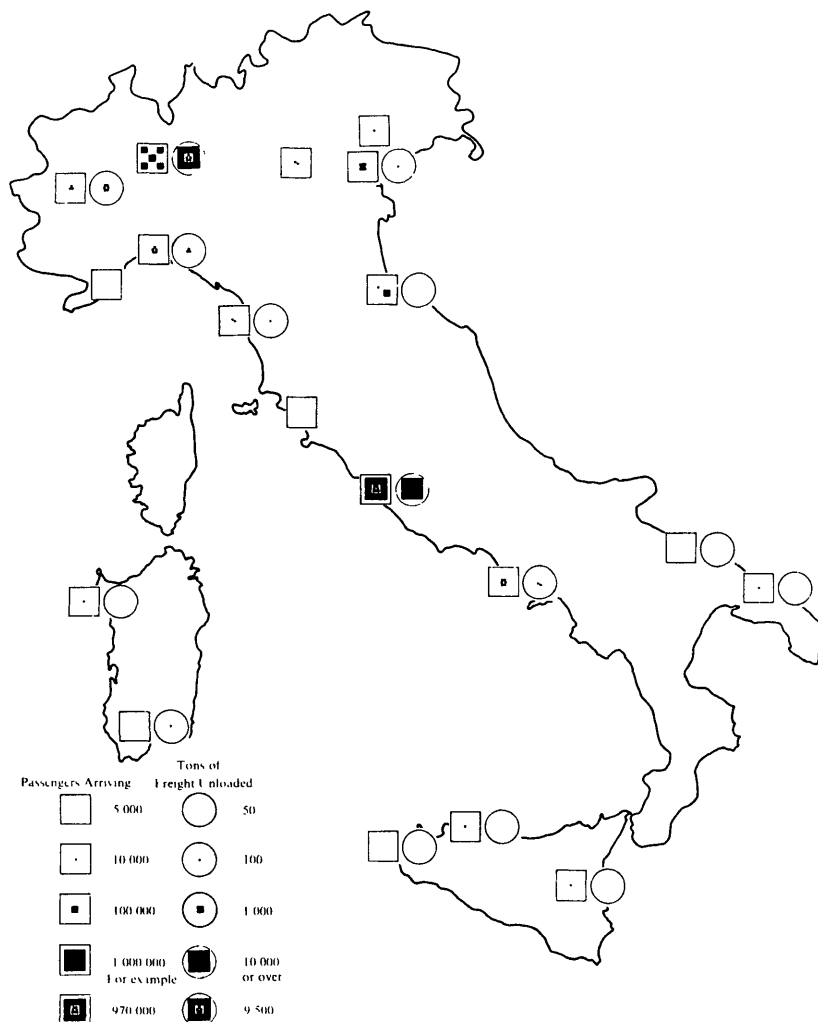 Tons of
Passengers Arriving Freight Unloaded
5 000 50
10 000 100
100 000 1 000
1 000 000 10 000
For example or over
970 000 9 500